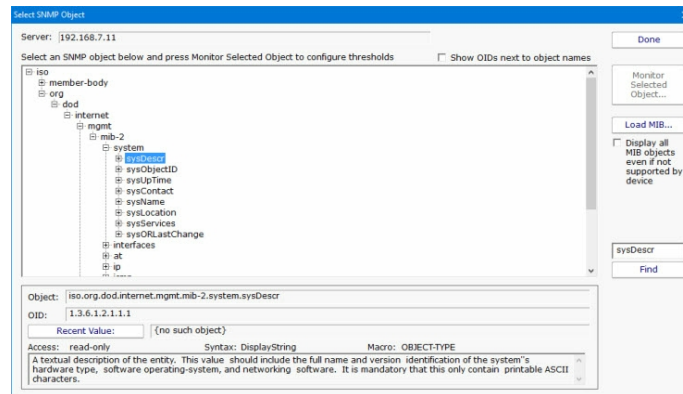 Select SNMP Object
Server: 192.168.7.11
Done
Select an SNMP object below and press Monitor Selected Object to configure thresholds
Show OIDs next to object names
iso
member-body
org
dod
internet
mgmt
mib-2
system
sysDescr
sysObjectID
sysUpTime
sysContact
sysName
sysLocation
sysServices
sysORLastChange
interfaces
at
ip
Monitor
Selected
Object...
Load MIB...
Display all
MIB objects
even if not
supported by
device
sysDescr
Find
Object: iso.org.dod.internet.mgmt.mib-2.system.sysDescr
OID: 1.3.6.1.2.1.1.1
Recent Value: {no such object}
Access: read-only Syntax: DisplayString Macro: OBJECT-TYPE
A textual description of the entity. This value should include the full name and version identification of the system"s
hardware type, software operating-system, and networking software. It is mandatory that this only contain printable ASCII
characters.